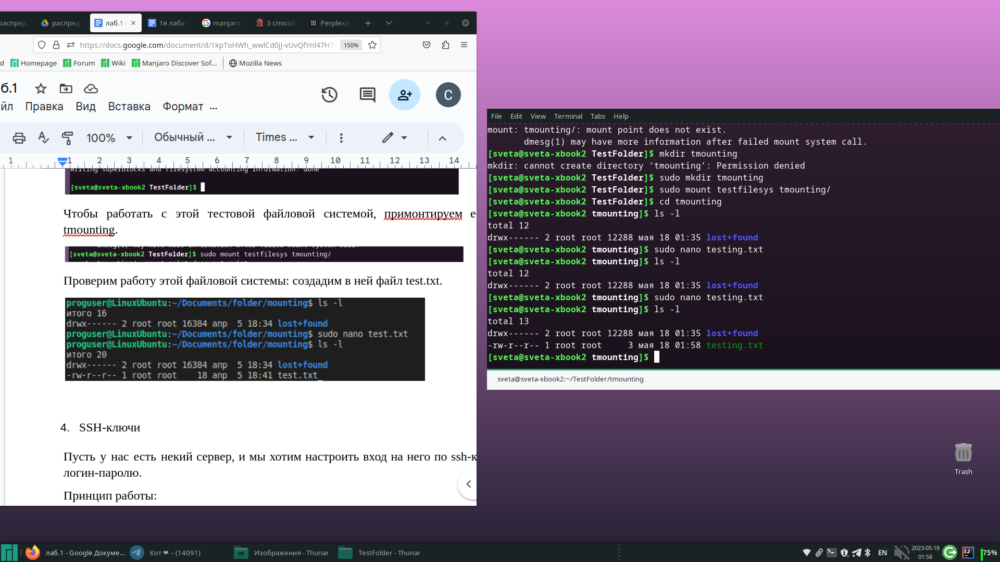 распред
распред.
лаб.1 -
1я лаба -
manjaro
3 способ
Perplexity
https://docs.google.com/document/d/1kpToHWh_wwlCd0jJ-vUvQfYnl47H7
150%
d
Homepage
Forum
Wiki
Manjaro Discover Sof...
Mozilla News
б.1
йл
Правка
Вид
Вставка
Формат
...
C
100%
Обычный ...
Times ...
1 1 2 3 4 5 6 7 8 9 10 11 12 13 14
Writing superblocks and filesystem accounting information: done
[sveta@sveta-xbook2 TestFolder]$
Чтобы работать с этой тестовой файловой системой, примонтируем е
tmounting.
dmesg(1) may have more information after failed mount system call.
[sveta@sveta-xbook2 TestFolder]$ sudo mount testfilesys tmounting/
Проверим работу этой файловой системы: создадим в ней файл test.txt.
proguser@LinuxUbuntu:~/Documents/folder/mounting$ ls -l
итого 16
drwx------ 2 root root 16384 апр  5 18:34 lost+found
proguser@LinuxUbuntu:~/Documents/folder/mounting$ sudo nano test.txt
proguser@LinuxUbuntu:~/Documents/folder/mounting$ ls -l
итого 20
drwx------ 2 root root 16384 апр  5 18:34 lost+found
-rw-r--r-- 1 root root    18 апр  5 18:41 test.txt
4. SSH-ключи
Пусть у нас есть некий сервер, и мы хотим настроить вход на него по ssh-к
логин-паролю.
Принцип работы:
File Edit View Terminal Tabs Help
mount: tmounting/: mount point does not exist.
dmesg(1) may have more information after failed mount system call.
[sveta@sveta-xbook2 TestFolder]$ mkdir tmounting
mkdir: cannot create directory ‘tmounting’: Permission denied
[sveta@sveta-xbook2 TestFolder]$ sudo mkdir tmounting
[sveta@sveta-xbook2 TestFolder]$ sudo mount testfilesys tmounting/
[sveta@sveta-xbook2 TestFolder]$ cd tmounting
[sveta@sveta-xbook2 tmounting]$ ls -l
total 12
drwx------ 2 root root 12288 мая 18 01:35 lost+found
[sveta@sveta-xbook2 tmounting]$ sudo nano testing.txt
[sveta@sveta-xbook2 tmounting]$ ls -l
total 12
drwx------ 2 root root 12288 мая 18 01:35 lost+found
[sveta@sveta-xbook2 tmounting]$ sudo nano testing.txt
[sveta@sveta-xbook2 tmounting]$ ls -l
total 13
drwx------ 2 root root 12288 мая 18 01:35 lost+found
-rw-r--r-- 1 root root     3 мая 18 01:58 testing.txt
[sveta@sveta-xbook2 tmounting]$
sveta@sveta-xbook2:~/TestFolder/tmounting
Trash
лаб.1 - Google Докуме...
Кот ❤ – (14091)
Изображения - Thunar
TestFolder - Thunar
EN
2023-05-18
01:58
IJ
75%